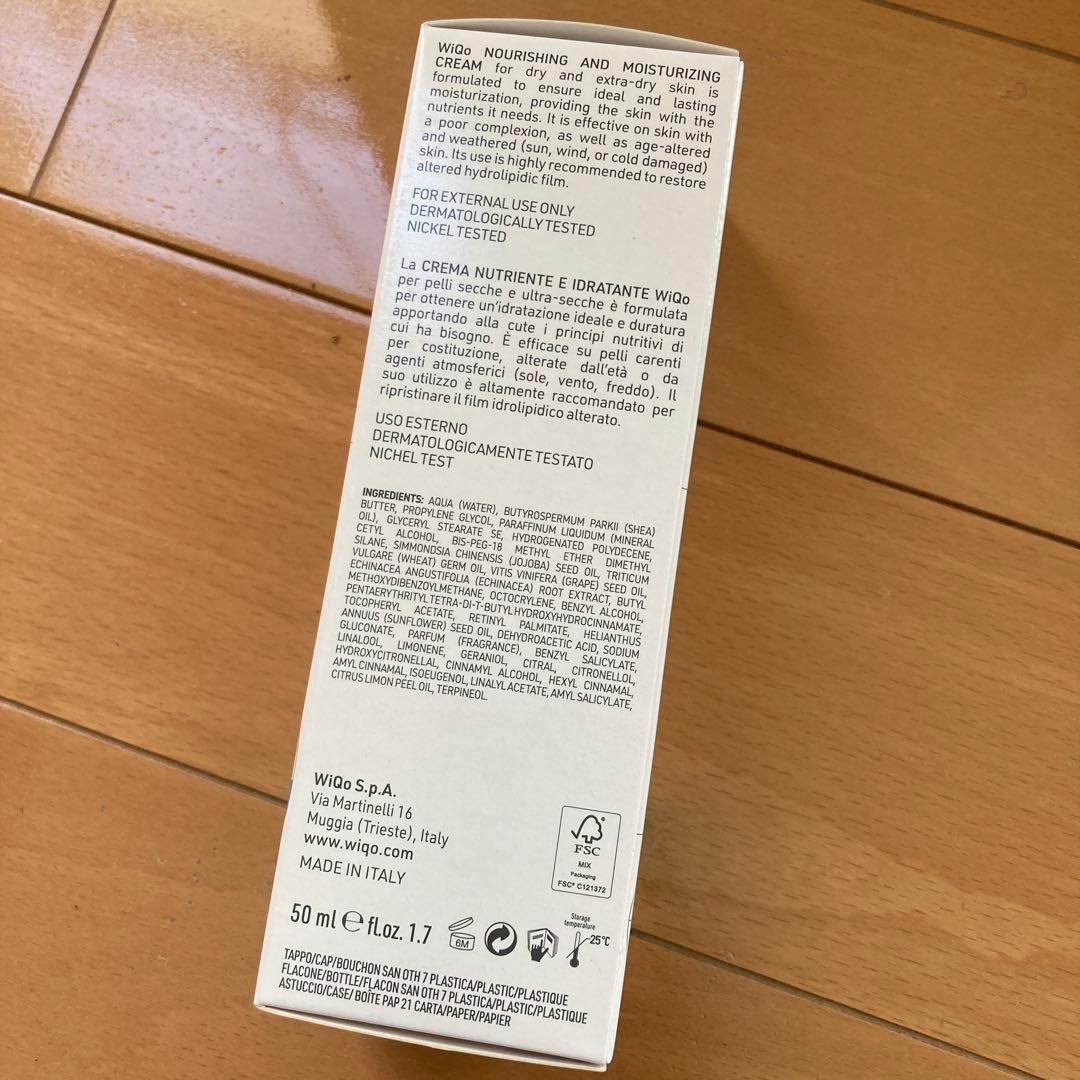 WiQo NOURISHING AND MOISTURIZING
CREAM for dry and extra-dry skin is
formulated to ensure ideal and lasting
moisturization, providing the skin with the
nutrients it needs. It is effective on skin with
a poor complexion, as well as age-altered
and weathered (sun, wind, or cold damaged)
skin. Its use is highly recommended to restore
altered hydrolipidic film.
FOR EXTERNAL USE ONLY
DERMATOLOGICALLY TESTED
NICKEL TESTED
La CREMA NUTRIENTE E IDRATANTE WiQo
per pelli secche e ultra-secche è formulata
per ottenere un'idratazione ideale e duratura
apportando alla cute i principi nutritivi di
cui ha bisogno. È efficace su pelli carenti
per costituzione, alterate dall'età o da
agenti atmosferici (sole, vento, freddo). Il
suo utilizzo è altamente raccomandato per
ripristinare il film idrolipidico alterato.
USO ESTERNO
DERMATOLOGICAMENTE TESTATO
NICHEL TEST
INGREDIENTS: AQUA (WATER), BUTYROSPERMUM PARKII (SHEA)
BUTTER, PROPYLENE GLYCOL, PARAFFINUM LIQUIDUM (MINERAL
OIL), GLYCERYL STEARATE SE, HYDROGENATED POLYDECENE,
CETYL ALCOHOL, BIS-PEG-18 METHYL ETHER DIMETHYL
SILANE, SIMMONDSIA CHINENSIS (JOJOBA) SEED OIL, TRITICUM
VULGARE (WHEAT) GERM OIL, VITIS VINIFERA (GRAPE) SEED OIL,
ECHINACEA ANGUSTIFOLIA (ECHINACEA) ROOT EXTRACT, BUTYL
METHOXYDIBENZOYLMETHANE, OCTOCRYLENE, BENZYL ALCOHOL,
PENTAERYTHRITYL TETRA-DI-T-BUTYL HYDROXYHYDROCINNAMATE,
TOCOPHERYL ACETATE, RETINYL PALMITATE, HELIANTHUS
ANNUUS (SUNFLOWER) SEED OIL, DEHYDROACETIC ACID, SODIUM
GLUCONATE, PARFUM (FRAGRANCE), BENZYL SALICYLATE,
LINALOOL, LIMONENE, GERANIOL, CITRAL, CITRONELLOL,
HYDROXYCITRONELLAL, CINNAMYL ALCOHOL, HEXYL CINNAMAL,
AMYL CINNAMAL, ISOEUGENOL, LINALYL ACETATE, AMYL SALICYLATE,
CITRUS LIMON PEEL OIL, TERPINEOL.
WiQo S.p.A.
Via Martinelli 16
Muggia (Trieste), Italy
www.wiqo.com
MADE IN ITALY
FSC
MIX
Packaging
FSC® C121372
50 ml ℮ fl.oz. 1.7
6M
Storage
temperature
25°C
TAPPO/CAP/BOUCHON SAN OTH 7 PLASTICA/PLASTIC/PLASTIQUE
FLACONE/BOTTLE/FLACON SAN OTH 7 PLASTICA/PLASTIC/PLASTIQUE
ASTUCCIO/CASE/ BOÎTE PAP 21 CARTA/PAPER/PAPIER